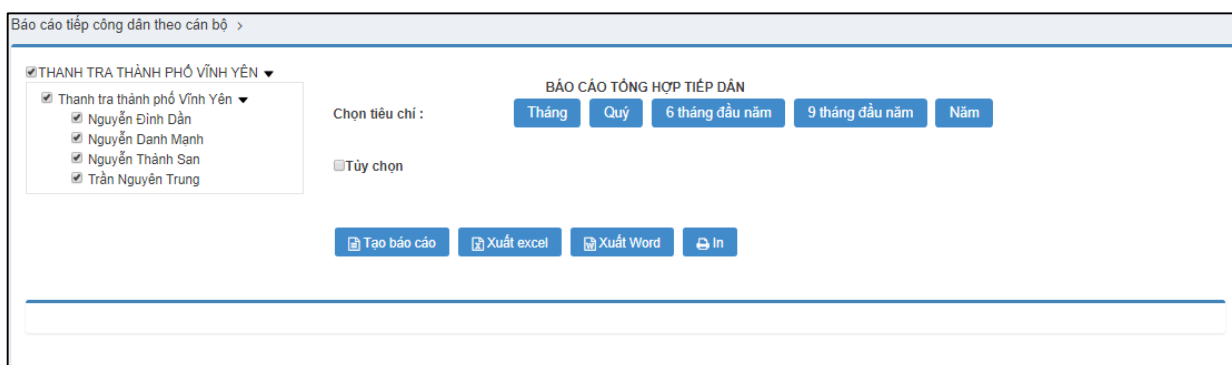 Báo cáo tiếp công dân theo cán bộ >
THANH TRA THÀNH PHỐ VĨNH YÊN
Thanh tra thành phố Vĩnh Yên
Nguyễn Đình Dần
Nguyễn Danh Mạnh
Nguyễn Thành San
Trần Nguyên Trung
BÁO CÁO TỔNG HỢP TIẾP DÂN
Chọn tiêu chí : Tháng Quý 6 tháng đầu năm 9 tháng đầu năm Năm
Tùy chọn
Tạo báo cáo Xuất excel Xuất Word In